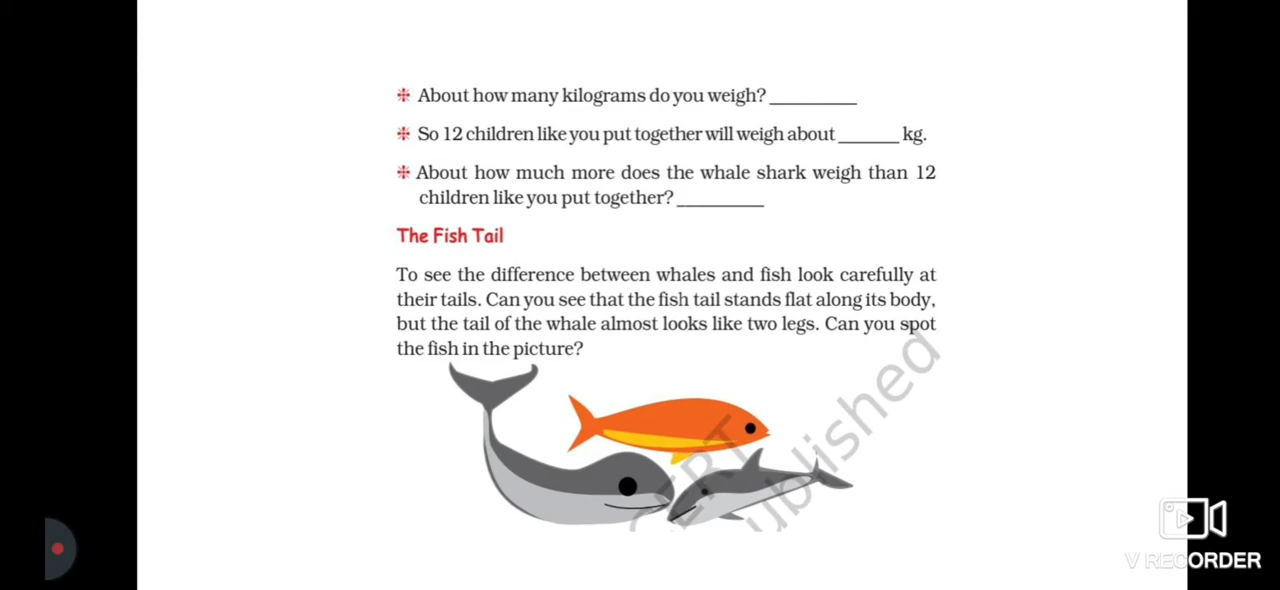 ❉ About how many kilograms do you weigh? __________
❉ So 12 children like you put together will weigh about _______ kg.
❉ About how much more does the whale shark weigh than 12
children like you put together? __________
The Fish Tail
To see the difference between whales and fish look carefully at
their tails. Can you see that the fish tail stands flat along its body,
but the tail of the whale almost looks like two legs. Can you spot
the fish in the picture?
ERT
ublished
V RECORDER